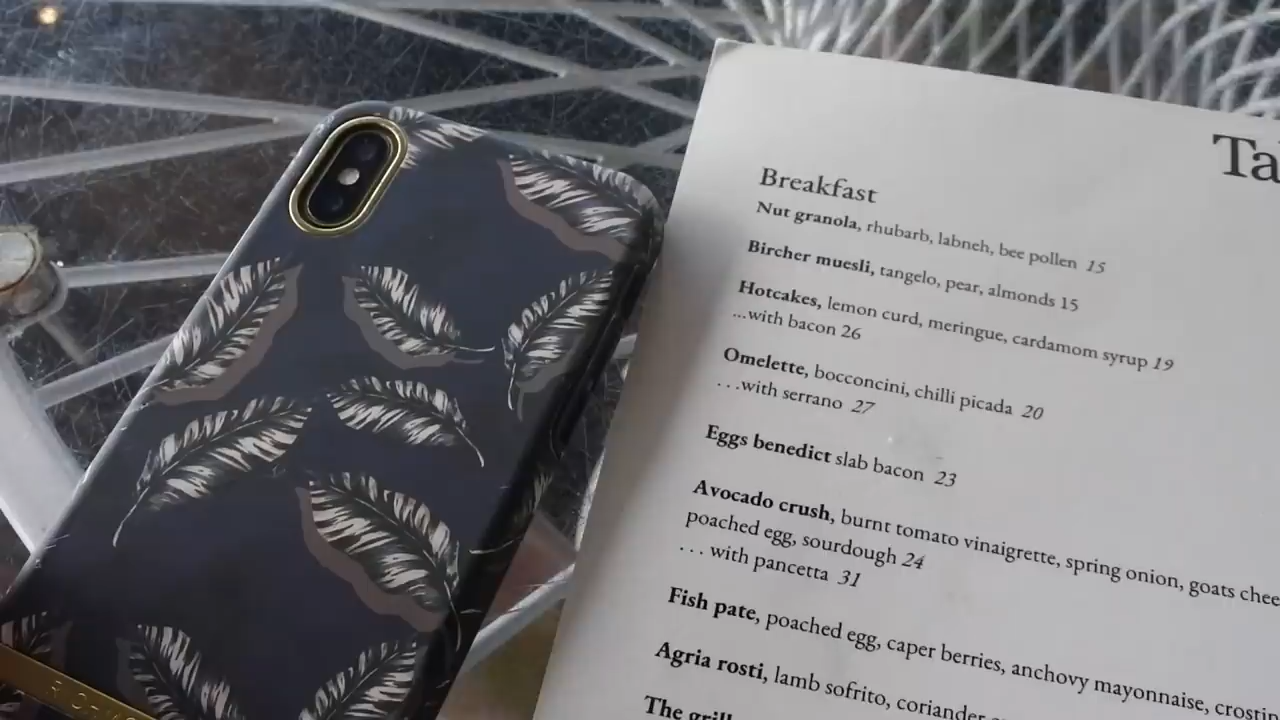 Breakfast
Nut granola, rhubarb, labneh, bee pollen 15
Bircher muesli, tangelo, pear, almonds 15
Hotcakes, lemon curd, meringue, cardamom syrup 19
...with bacon 26
Omelette, bocconcini, chilli picada 20
...with serrano 27
Eggs benedict slab bacon 23
Avocado crush, burnt tomato vinaigrette, spring onion, goats chee
poached egg, sourdough 24
... with pancetta 31
Fish pate, poached egg, caper berries, anchovy mayonnaise, crostin
Agria rosti, lamb sofrito, coriander
The grill